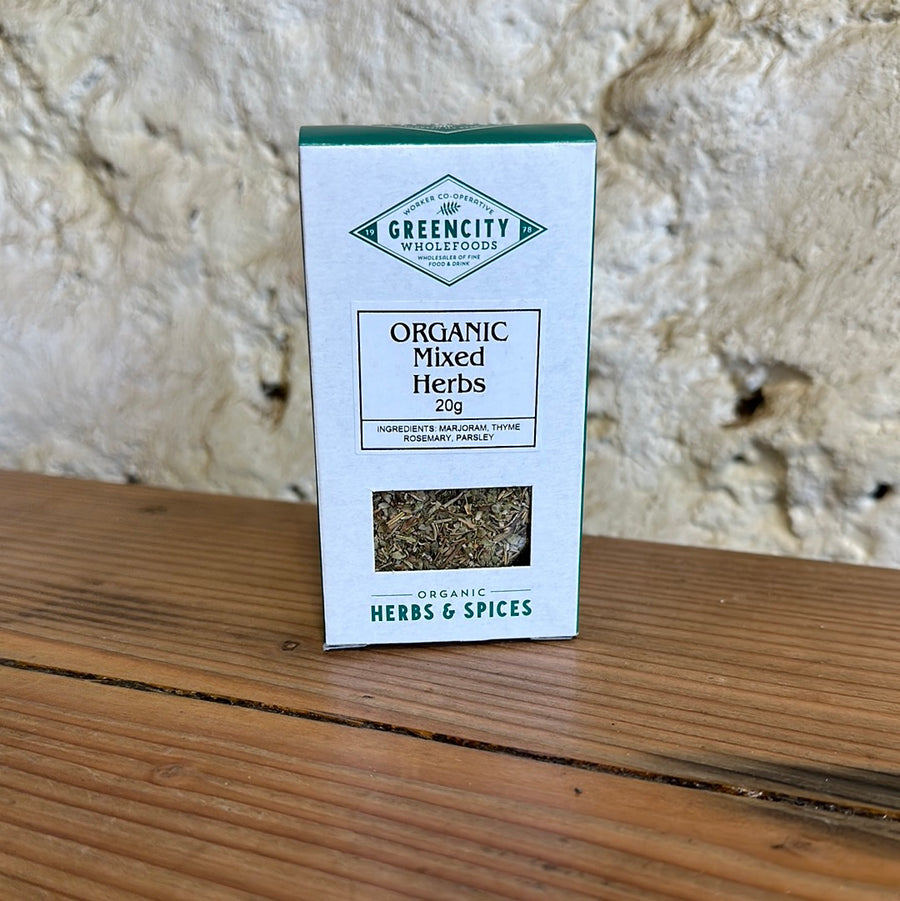 WORKER CO-OPERATIVE
19 GREENCITY 78
WHOLEFOODS
WHOLESALER OF FINE
FOOD & DRINK
ORGANIC
Mixed
Herbs
20g
INGREDIENTS: MARJORAM, THYME
ROSEMARY, PARSLEY
ORGANIC
HERBS & SPICES